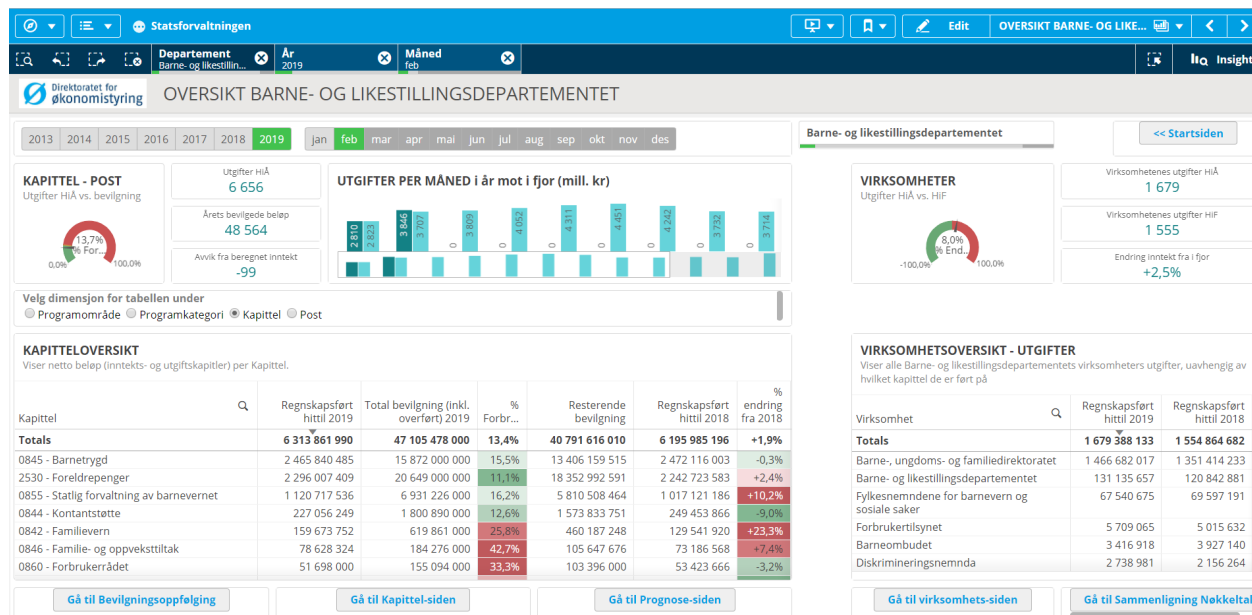 Statsforvaltningen
Edit
OVERSIKT BARNE- OG LIKE...
Departement
Barne- og likestillin...
År
2019
Måned
feb
Insight
Direktoratet for
økonomistyring
OVERSIKT BARNE- OG LIKESTILLINGSDEPARTEMENTET
2013 2014 2015 2016 2017 2018 2019
jan feb mar apr mai jun jul aug sep okt nov des
Barne- og likestillingsdepartementet
<< Startsiden
KAPITTEL - POST
Utgifter HiÅ vs. bevilgning
13,7%
% For...
0,0%
100,0%
Utgifter HiÅ
6 656
Årets bevilgede beløp
48 564
Avvik fra beregnet inntekt
-99
UTGIFTER PER MÅNED i år mot i fjor (mill. kr)
2 810 2 823 3 846 3 707 0 3 809 0 4 052 0 4 311 0 4 451 0 4 242 0 3 732 0 3 714
VIRKSOMHETER
Utgifter HiÅ vs. HiF
8,0%
% End...
-100,0%
100,0%
Virksomhetenes utgifter HiÅ
1 679
Virksomhetenes utgifter HiF
1 555
Endring inntekt fra i fjor
+2,5%
Velg dimensjon for tabellen under
Programområde Programkategori Kapittel Post
KAPITTELOVERSIKT
Viser netto beløp (inntekts- og utgiftskapitler) per Kapittel.
Kapittel
Regnskapsført
hittil 2019
Total bevilgning (inkl.
overført) 2019
%
Forbr...
Resterende
bevilgning
Regnskapsført
hittil 2018
%
endring
fra 2018
Totals 6 313 861 990 47 105 478 000 13,4% 40 791 616 010 6 195 985 196 +1,9%
0845 - Barnetrygd 2 465 840 485 15 872 000 000 15,5% 13 406 159 515 2 472 116 003 -0,3%
2530 - Foreldrepenger 2 296 007 409 20 649 000 000 11,1% 18 352 992 591 2 242 723 583 +2,4%
0855 - Statlig forvaltning av barnevernet 1 120 717 536 6 931 226 000 16,2% 5 810 508 464 1 017 121 186 +10,2%
0844 - Kontantstøtte 227 056 249 1 800 890 000 12,6% 1 573 833 751 249 453 866 -9,0%
0842 - Familievern 159 673 752 619 861 000 25,8% 460 187 248 129 541 920 +23,3%
0846 - Familie- og oppveksttiltak 78 628 324 184 276 000 42,7% 105 647 676 73 186 568 +7,4%
0860 - Forbrukerrådet 51 698 000 155 094 000 33,3% 103 396 000 53 423 666 -3,2%
VIRKSOMHETSOVERSIKT - UTGIFTER
Viser alle Barne- og likestillingsdepartementets virksomheters utgifter, uavhengig av
hvilket kapittel de er ført på
Virksomhet
Regnskapsført
hittil 2019
Regnskapsført
hittil 2018
Totals 1 679 388 133 1 554 864 682
Barne-, ungdoms- og familiedirektoratet 1 466 682 017 1 351 414 233
Barne- og likestillingsdepartementet 131 135 657 120 842 881
Fylkesnemndene for barnevern og
sosiale saker 67 540 675 69 597 191
Forbrukertilsynet 5 709 065 5 015 632
Barneombudet 3 416 918 3 927 140
Diskrimineringsnemnda 2 738 981 2 156 264
Gå til Bevilgningsoppfølging
Gå til Kapittel-siden
Gå til Prognose-siden
Gå til virksomhets-siden
Gå til Sammenligning Nøkkeltal